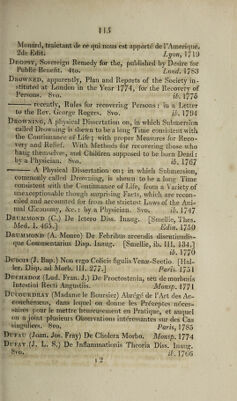 115
Monard, traictant de ce qui nous est apporté de l'Amerique,
2de Edit. Lyon, 1719
Dropsy, Sovereign Remedy for the, published by Desire for
Public Benefit. 4to. Lond. 1783
Drowned, apparently, Plan and Reports of the Society in-
stituted at London in the Year 1774, for the Recovery of
Persons. 8vo. ib. 1775
—— recently, Rules for recovering Persons: in a Letter
to the Rev. George Rogers. 8vo. ib. 1794
Drowning, A physical Dissertation on, in which Submersion
called Drowning is shewn to be a long Time consistent with
the Continuance of Life; with proper Measures for Reco-
very and Relief. With Methods for recovering those who
hang themselves, and Children supposed to be born Dead:
by a Physician. 8vo. ib. 1767
—— A Physical Dissertation on; in which Submersion,
commonly called Drowning, is shewn to be a long Time
consistent with the Continuance of Life, from a Variety of
unexceptionable though surprising Facts, which are recon-
ciled and accounted for from the strictest Laws of the Ani-
mal Œconomy, &c.: by a Physician. 8vo. ib. 1747
Drummond (C.) De Ictero Diss. Inaug. [Smellie, Thes.
Med. I. 465.] Edin. 1750
Drummond (A. Monro) De Febribus arcendis discutiendis-
que Commentarius Disp. Inaug. [Smellie, ib. III. 334.]
ib. 1770
Dubois (J. Bap.) Non ergo Colicis figulis Venæ-Sectio. [Hal-
ler, Disp. ad Morb. III. 277.] Paris. 1751
Ducladoz (Lud. Fran. J.) De Proctostenia, seu de morbosis
Intestini Recti Augustiis. Monsp. 1771
Ducoudray (Madame le Boursier) Abrégé de l'Art des Ac-
couchemens, dans lequel on donne les Préceptes néces-
saires pour le mettre heureusement en Pratique, et auquel
on a joint plusieurs Observations intéressantes sur des Cas
singuliers. 8vo. Paris, 1785
Dufau (Joan. Jos. Fray) De Cholera Morbo. Monsp. 1774
Dufay (J. L. S.) De Inflammationis Theoria Diss. Inaug.
8vo. ib. 1766